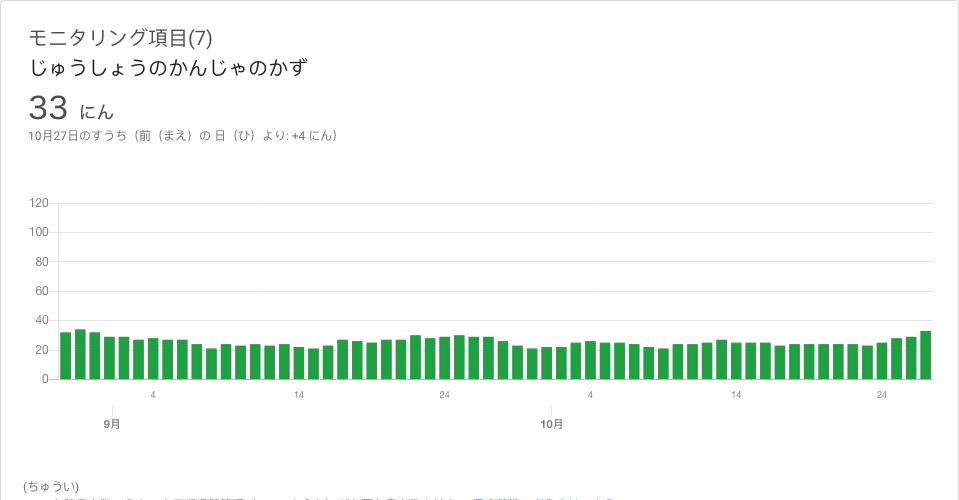 モニタリング項目(7)
じゅうしょうのかんじゃのかず
33 にん
10月27日のすうち（前（まえ）の 日（ひ）より: +4 にん）
120
100
80
60
40
20
0
4 14 24 4 14 24
9月 10月
(ちゅうい)